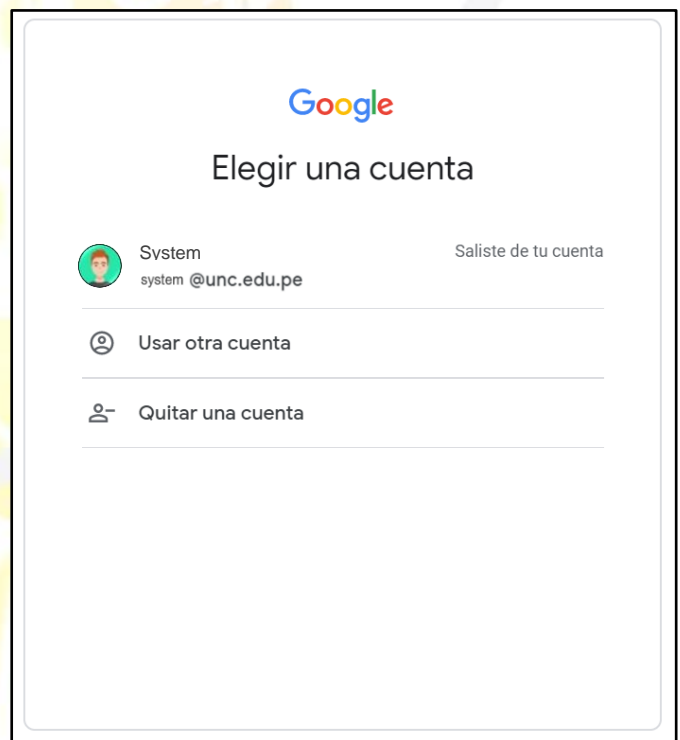 Google
Elegir una cuenta
System
Saliste de tu cuenta
system @unc.edu.pe
Usar otra cuenta
Quitar una cuenta